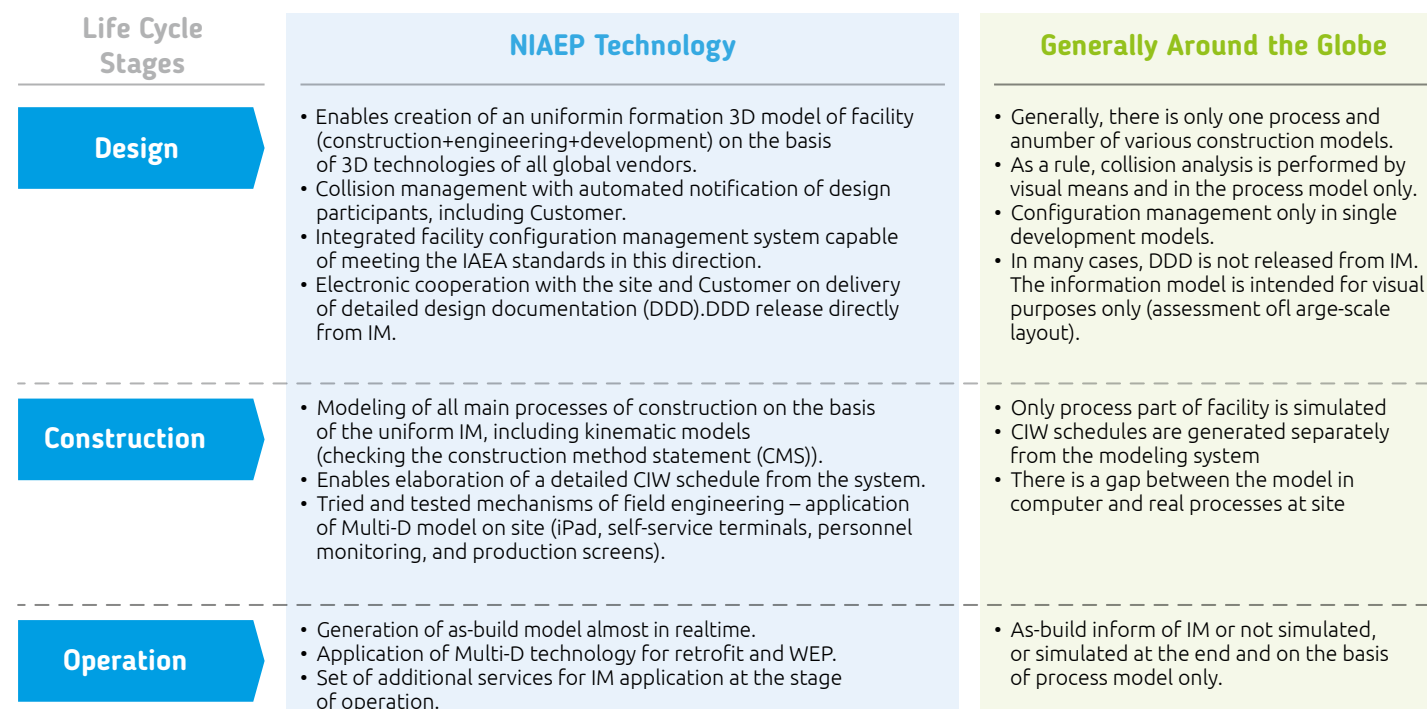 Life Cycle
Stages
NIAEP Technology
Generally Around the Globe
Design
• Enables creation of an uniformin formation 3D model of facility
(construction+engineering+development) on the basis
of 3D technologies of all global vendors.
• Collision management with automated notification of design
participants, including Customer.
• Integrated facility configuration management system capable
of meeting the IAEA standards in this direction.
• Electronic cooperation with the site and Customer on delivery
of detailed design documentation (DDD).DDD release directly
from IM.
• Generally, there is only one process and
anumber of various construction models.
• As a rule, collision analysis is performed by
visual means and in the process model only.
• Configuration management only in single
development models.
• In many cases, DDD is not released from IM.
The information model is intended for visual
purposes only (assessment ofl arge-scale
layout).
Construction
• Modeling of all main processes of construction on the basis
of the uniform IM, including kinematic models
(checking the construction method statement (CMS)).
• Enables elaboration of a detailed CIW schedule from the system.
• Tried and tested mechanisms of field engineering – application
of Multi-D model on site (iPad, self-service terminals, personnel
monitoring, and production screens).
• Only process part of facility is simulated
• CIW schedules are generated separately
from the modeling system
• There is a gap between the model in
computer and real processes at site
Operation
• Generation of as-build model almost in realtime.
• Application of Multi-D technology for retrofit and WEP.
• Set of additional services for IM application at the stage
of operation.
• As-build inform of IM or not simulated,
or simulated at the end and on the basis
of process model only.